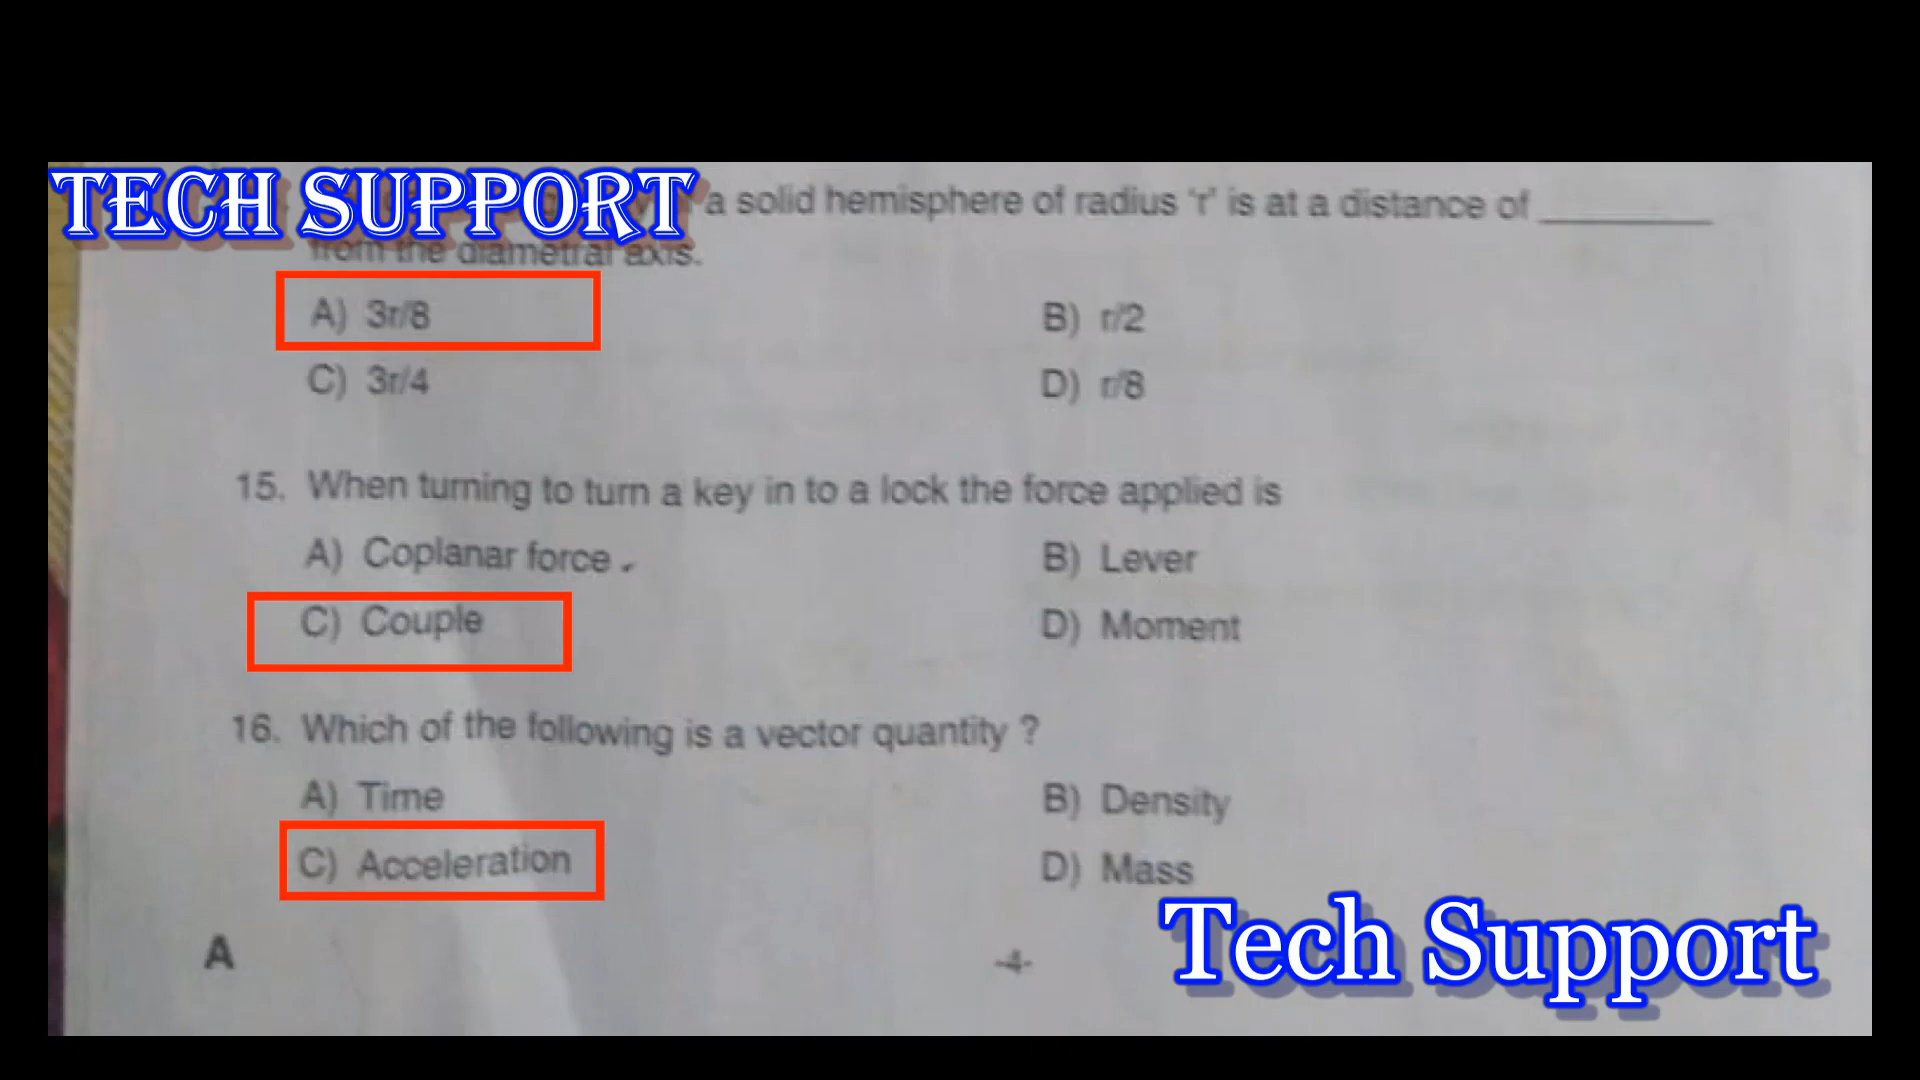 TECH SUPPORT a solid hemisphere of radius 'r' is at a distance of
from the diametral axis.
A) 3r/8 B) r/2
C) 3r/4 D) r/8
15. When turning to turn a key in to a lock the force applied is
A) Coplanar force B) Lever
C) Couple D) Moment
16. Which of the following is a vector quantity ?
A) Time B) Density
C) Acceleration D) Mass
A -4-
Tech Support